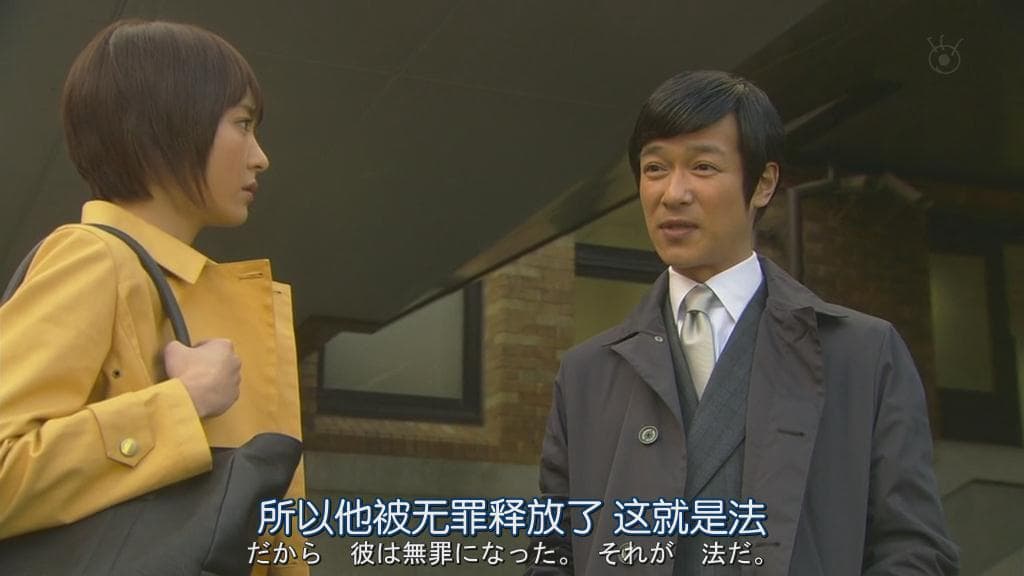 所以他被无罪释放了 这就是法
だから 彼は無罪になった。 それが 法だ。